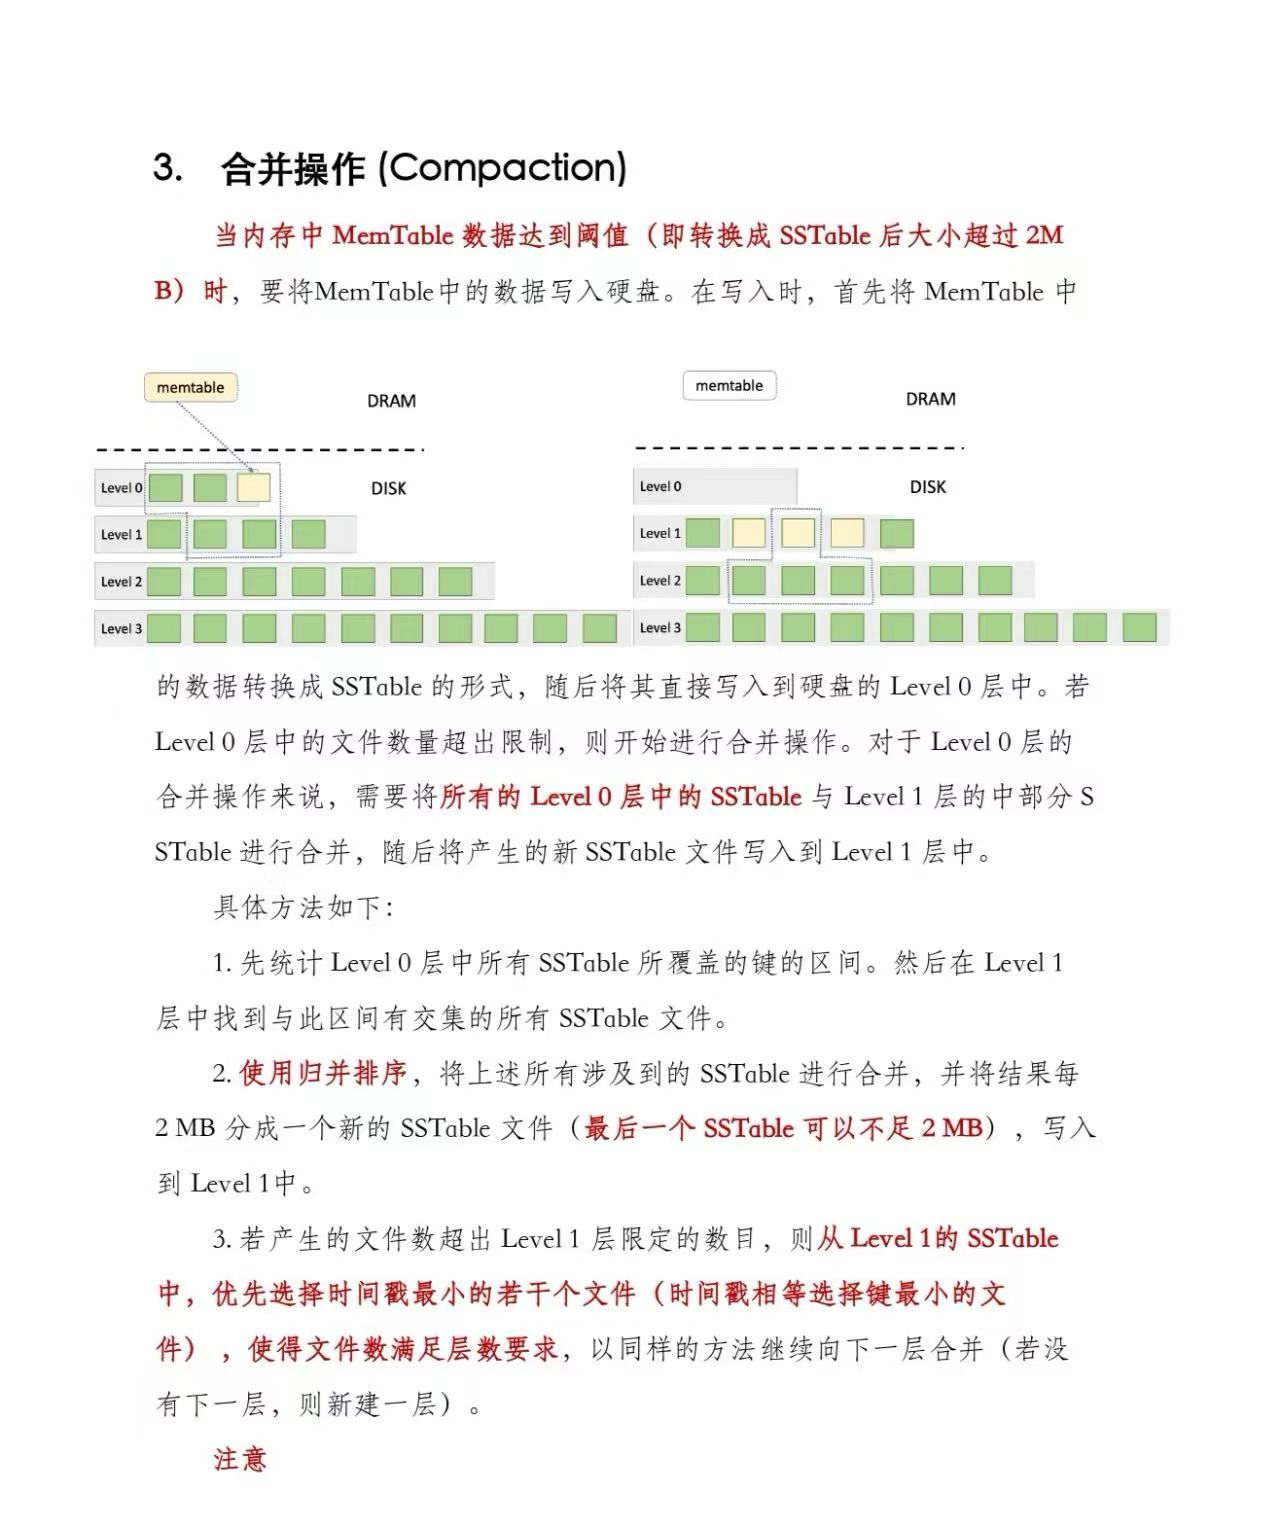 3. 合并操作 (Compaction)
当内存中 MemTable 数据达到阈值（即转换成 SSTable 后大小超过 2M
B）时，要将MemTable中的数据写入硬盘。在写入时，首先将 MemTable 中
memtable
DRAM
Level 0
DISK
Level 1
Level 2
Level 3
memtable
DRAM
Level 0
DISK
Level 1
Level 2
Level 3
的数据转换成 SSTable 的形式，随后将其直接写入到硬盘的 Level 0 层中。若
Level 0 层中的文件数量超出限制，则开始进行合并操作。对于 Level 0 层的
合并操作来说，需要将所有的 Level 0 层中的 SSTable 与 Level 1 层的中部分 S
STable 进行合并，随后将产生的新 SSTable 文件写入到 Level 1 层中。
具体方法如下：
1. 先统计 Level 0 层中所有 SSTable 所覆盖的键的区间。然后在 Level 1
层中找到与此区间有交集的所有 SSTable 文件。
2. 使用归并排序，将上述所有涉及到的 SSTable 进行合并，并将结果每
2 MB 分成一个新的 SSTable 文件（最后一个 SSTable 可以不足 2 MB），写入
到 Level 1中。
3. 若产生的文件数超出 Level 1 层限定的数目，则从 Level 1的 SSTable
中，优先选择时间戳最小的若干个文件（时间戳相等选择键最小的文
件），使得文件数满足层数要求，以同样的方法继续向下一层合并（若没
有下一层，则新建一层）。
注意